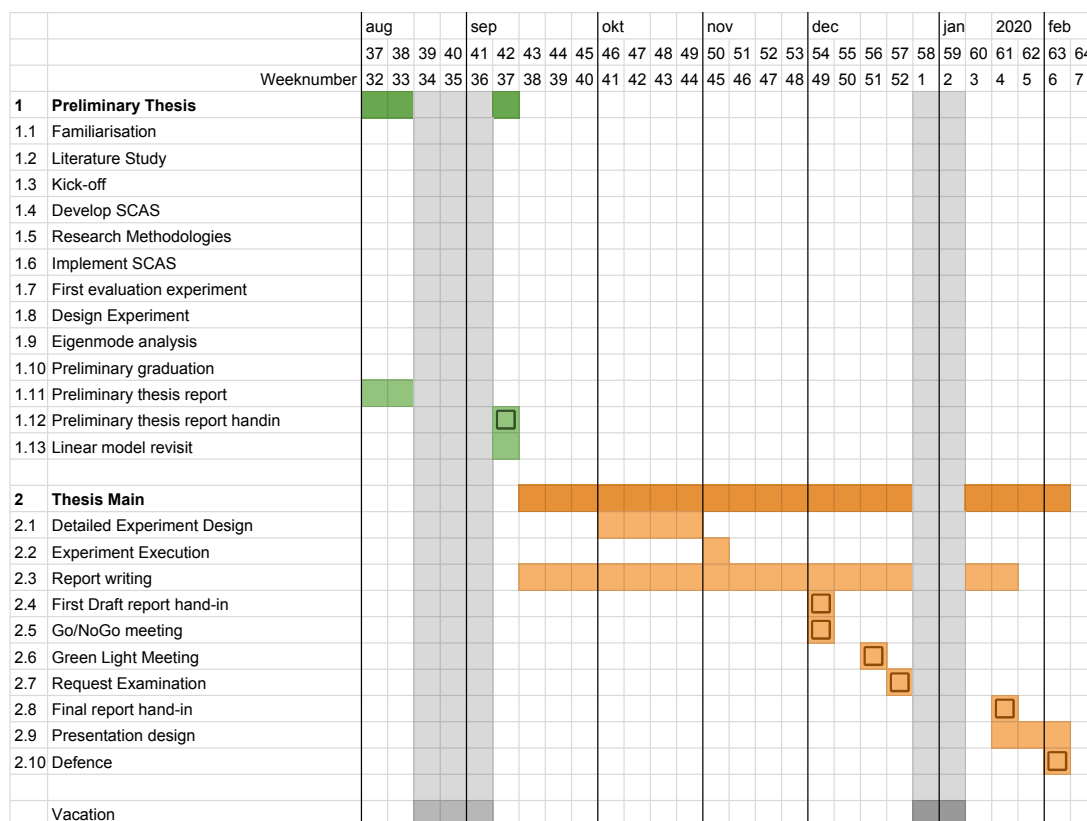 aug sep okt nov dec jan 2020 feb
37 38 39 40 41 42 43 44 45 46 47 48 49 50 51 52 53 54 55 56 57 58 59 60 61 62 63 64
Weeknumber 32 33 34 35 36 37 38 39 40 41 42 43 44 45 46 47 48 49 50 51 52 1 2 3 4 5 6 7
1 Preliminary Thesis
1.1 Familiarisation
1.2 Literature Study
1.3 Kick-off
1.4 Develop SCAS
1.5 Research Methodologies
1.6 Implement SCAS
1.7 First evaluation experiment
1.8 Design Experiment
1.9 Eigenmode analysis
1.10 Preliminary graduation
1.11 Preliminary thesis report
1.12 Preliminary thesis report handin
1.13 Linear model revisit
2 Thesis Main
2.1 Detailed Experiment Design
2.2 Experiment Execution
2.3 Report writing
2.4 First Draft report hand-in
2.5 Go/NoGo meeting
2.6 Green Light Meeting
2.7 Request Examination
2.8 Final report hand-in
2.9 Presentation design
2.10 Defence
Vacation